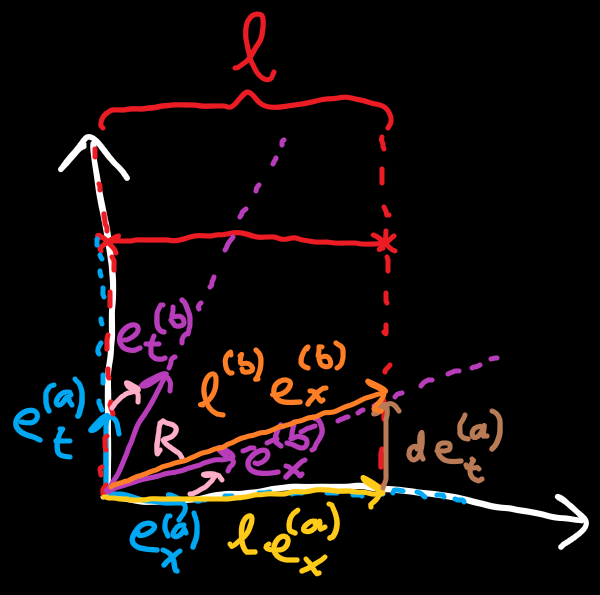 ℓ
e_t^(b)
ℓ^(b) e_x^(b)
e_t^(a)
R
e_x^(b)
d e_t^(a)
e_x^(a)
ℓ·e_x^(a)